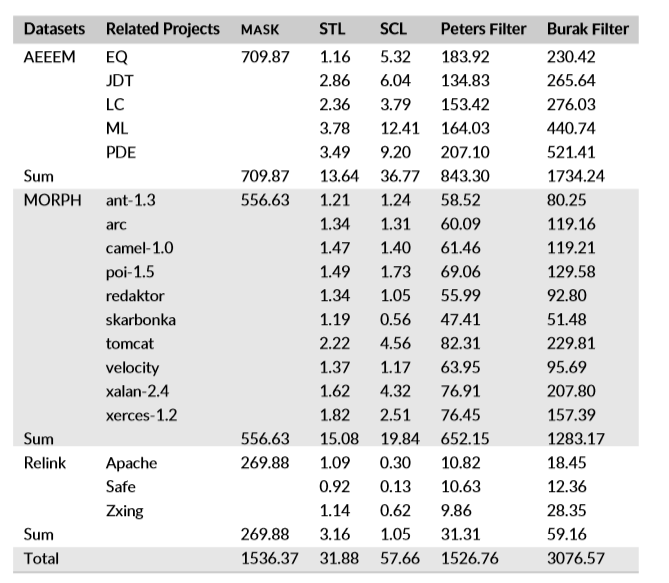 Datasets Related Projects MASK STL SCL Peters Filter Burak Filter
AEEEM EQ 709.87 1.16 5.32 183.92 230.42
JDT 2.86 6.04 134.83 265.64
LC 2.36 3.79 153.42 276.03
ML 3.78 12.41 164.03 440.74
PDE 3.49 9.20 207.10 521.41
Sum 709.87 13.64 36.77 843.30 1734.24
MORPH ant-1.3 556.63 1.21 1.24 58.52 80.25
arc 1.34 1.31 60.09 119.16
camel-1.0 1.47 1.40 61.46 119.21
poi-1.5 1.49 1.73 69.06 129.58
redaktor 1.34 1.05 55.99 92.80
skarbonka 1.19 0.56 47.41 51.48
tomcat 2.22 4.56 82.31 229.81
velocity 1.37 1.17 63.95 95.69
xalan-2.4 1.62 4.32 76.91 207.80
xerces-1.2 1.82 2.51 76.45 157.39
Sum 556.63 15.08 19.84 652.15 1283.17
Relink Apache 269.88 1.09 0.30 10.82 18.45
Safe 0.92 0.13 10.63 12.36
Zxing 1.14 0.62 9.86 28.35
Sum 269.88 3.16 1.05 31.31 59.16
Total 1536.37 31.88 57.66 1526.76 3076.57